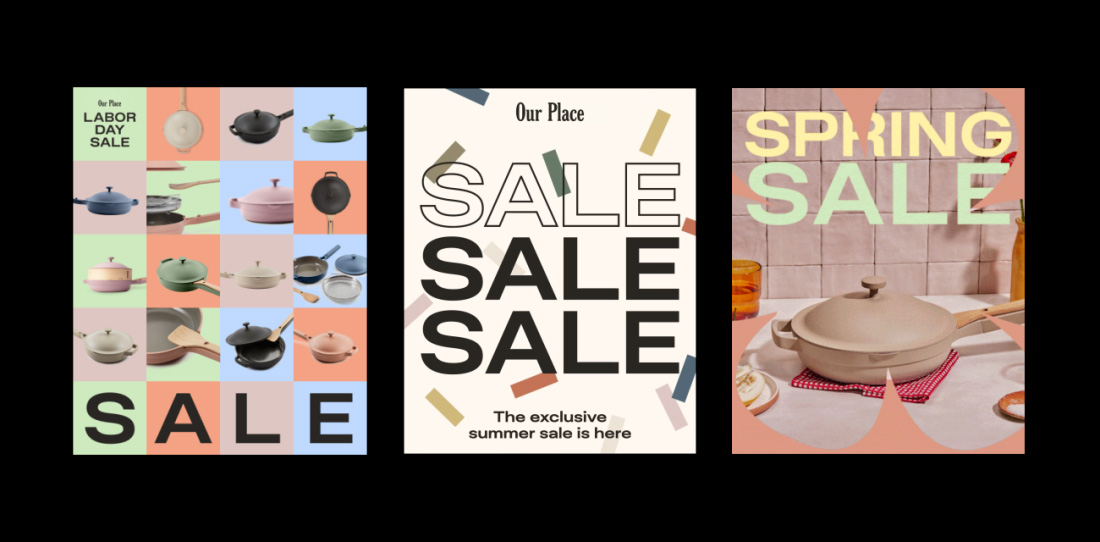 Our Place
LABOR
DAY
SALE
S A L E
Our Place
SALE
SALE
SALE
The exclusive
summer sale is here
SPRING
SALE